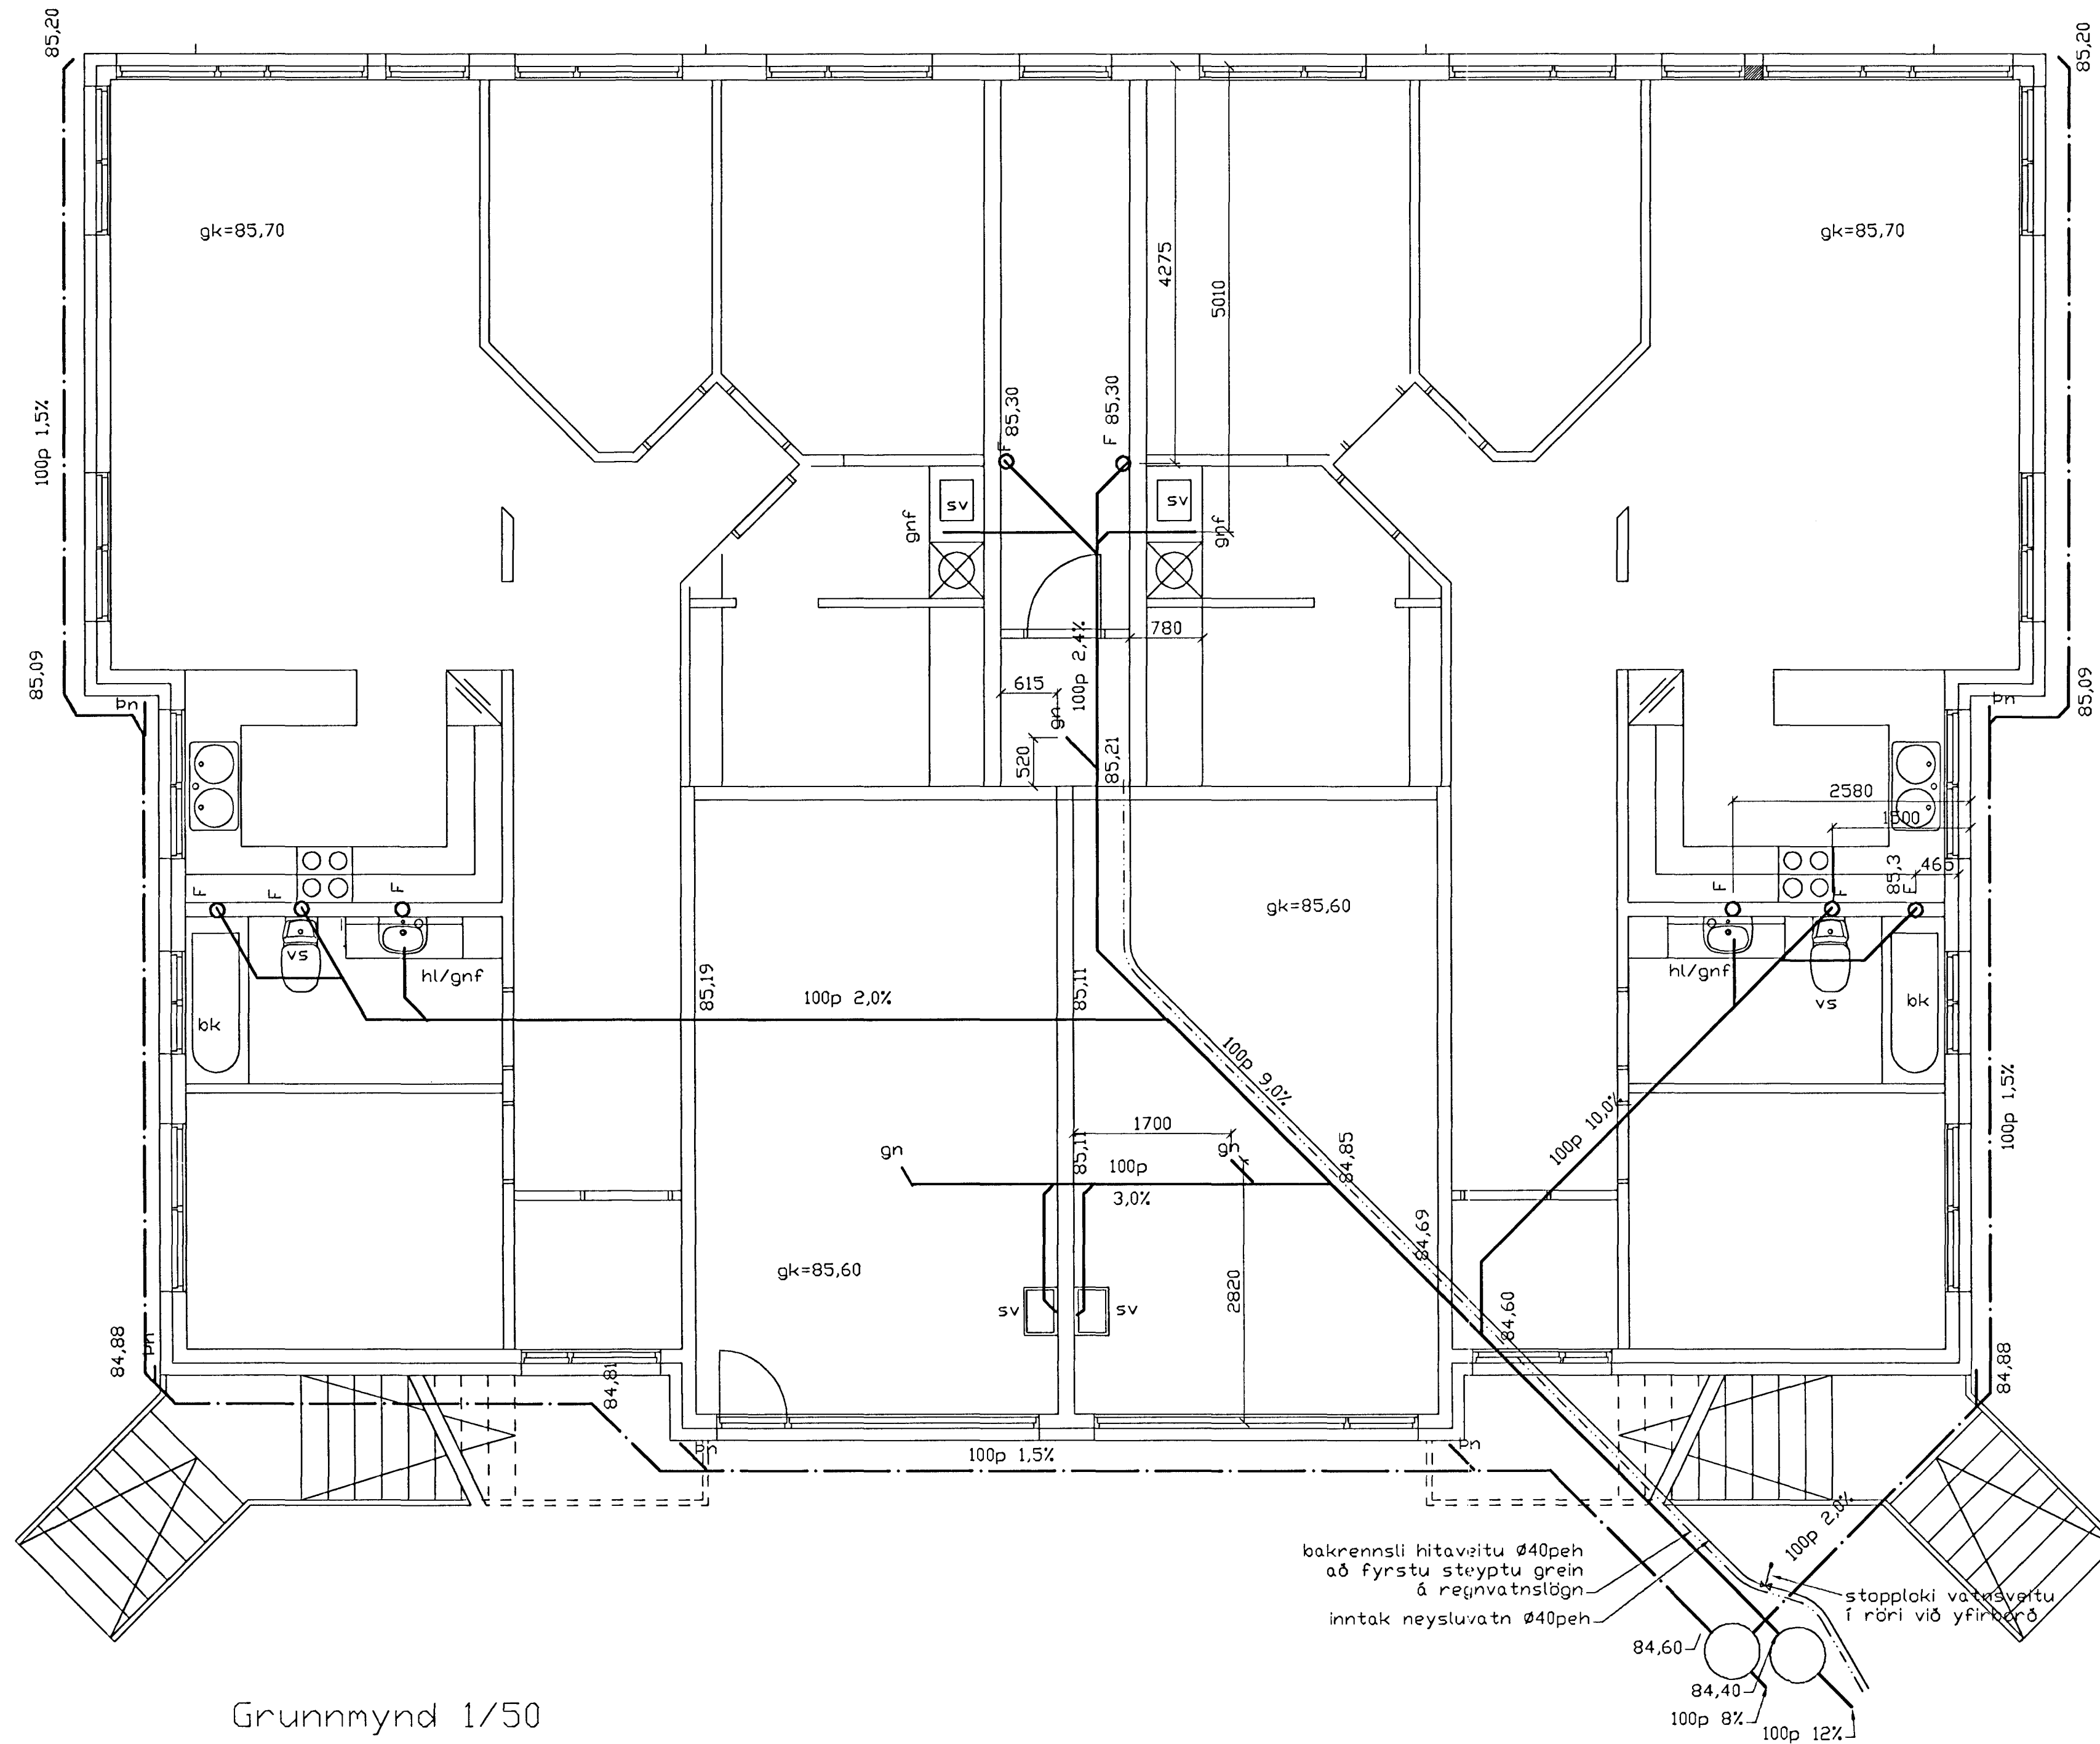 85,20
85,20
gk=85,70
gk=85,70
4275
5010
100p 1,5%
F 85,30
F 85,30
sv
sv
gnf
gnf
100p 2,4%
780
615
gn
520
85,21
85,09
85,09
þn
þn
2580
1500
465
85,3
F
F
F
F
F
F
gk=85,60
vs
hl/gnf
bk
hl/gnf
vs
bk
85,19
100p 2,0%
85,11
100p 9,0%
100p 10,0%
100p 1,5%
1700
gn
gn
85,11
100p
3,0%
84,85
84,69
2820
gk=85,60
sv
sv
84,60
84,88
þn
84,81
84,88
þn
100p 1,5%
þn
100p 2,0%
bakrennsli hitaveitu Ø40peh
að fyrstu steyptu grein
á regnvatnslögn
inntak neysluvatn Ø40peh
stopploki vatnsveitu
í röri við yfirborð
84,60
84,40
100p 8%
100p 12%
Grunnmynd 1/50